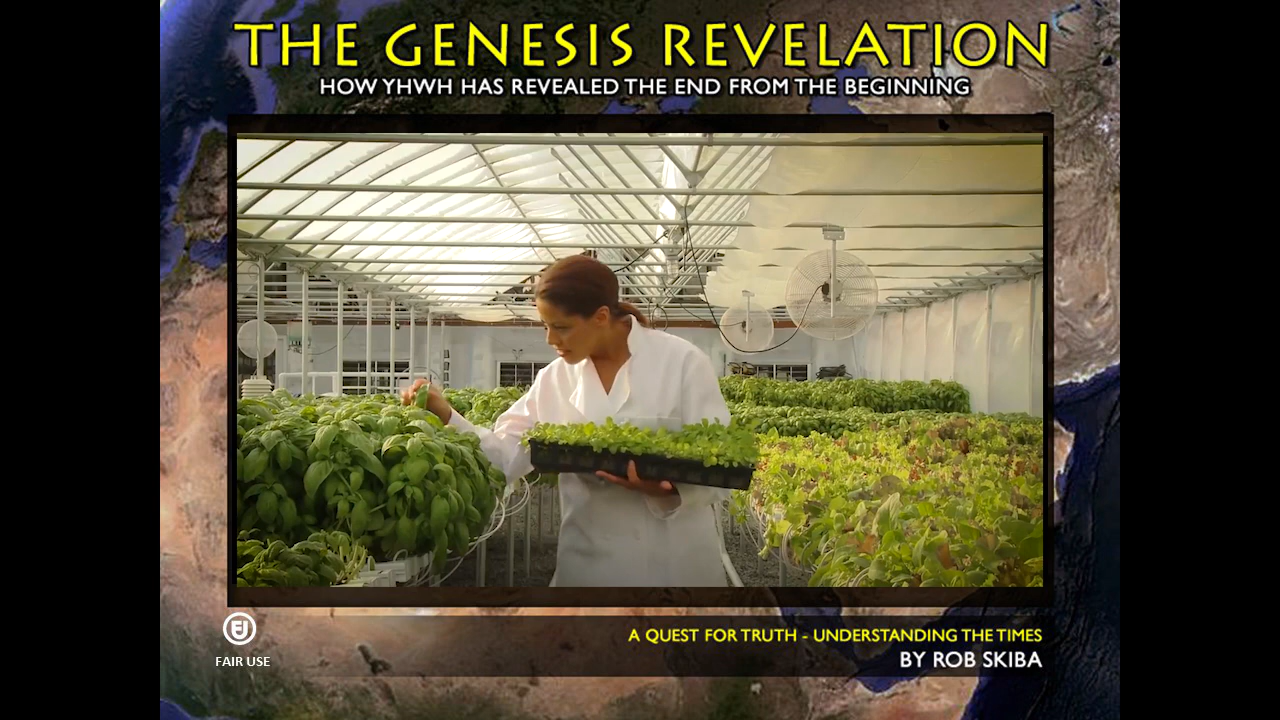 THE GENESIS REVELATION
HOW YHWH HAS REVEALED THE END FROM THE BEGINNING
FU
A QUEST FOR TRUTH - UNDERSTANDING THE TIMES
FAIR USE
BY ROB SKIBA